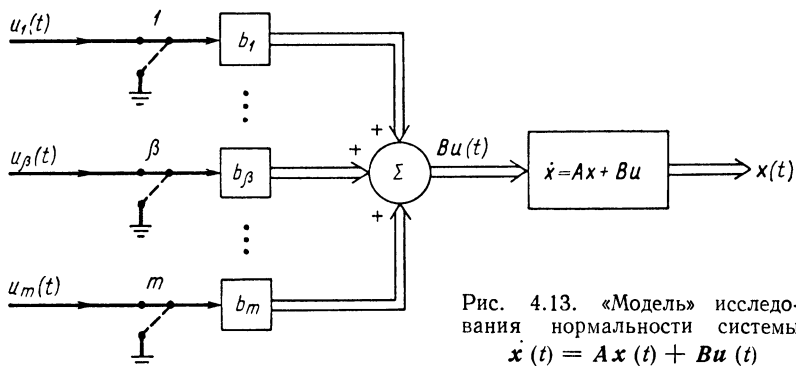 u₁(t)
1
b₁
+
u_β(t)
β
b_β
+
Σ
Bu(t)
ẋ=Ax+Bu
x(t)
+
u_m(t)
m
b_m
Рис. 4.13. «Модель» исследо-
вания нормальности системы
ẋ (t) = Ax (t) + Bu (t)